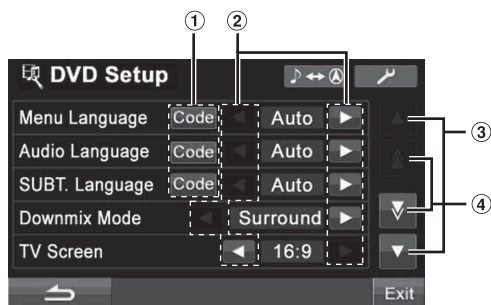 ① ②
DVD Setup
Menu Language Code Auto
Audio Language Code Auto
③
SUBT. Language Code Auto
④
Downmix Mode Surround
TV Screen 16:9
Exit